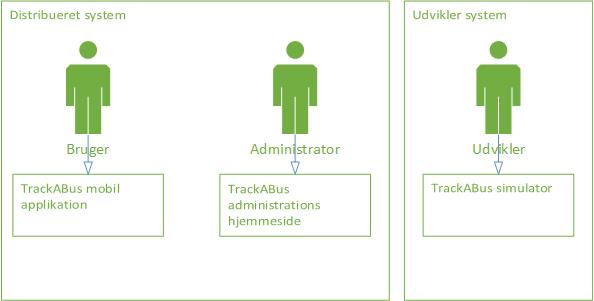 Distribueret system
Udvikler system
Bruger
Administrator
Udvikler
TrackABus mobil
applikation
TrackABus
administrations
hjemmeside
TrackABus simulator